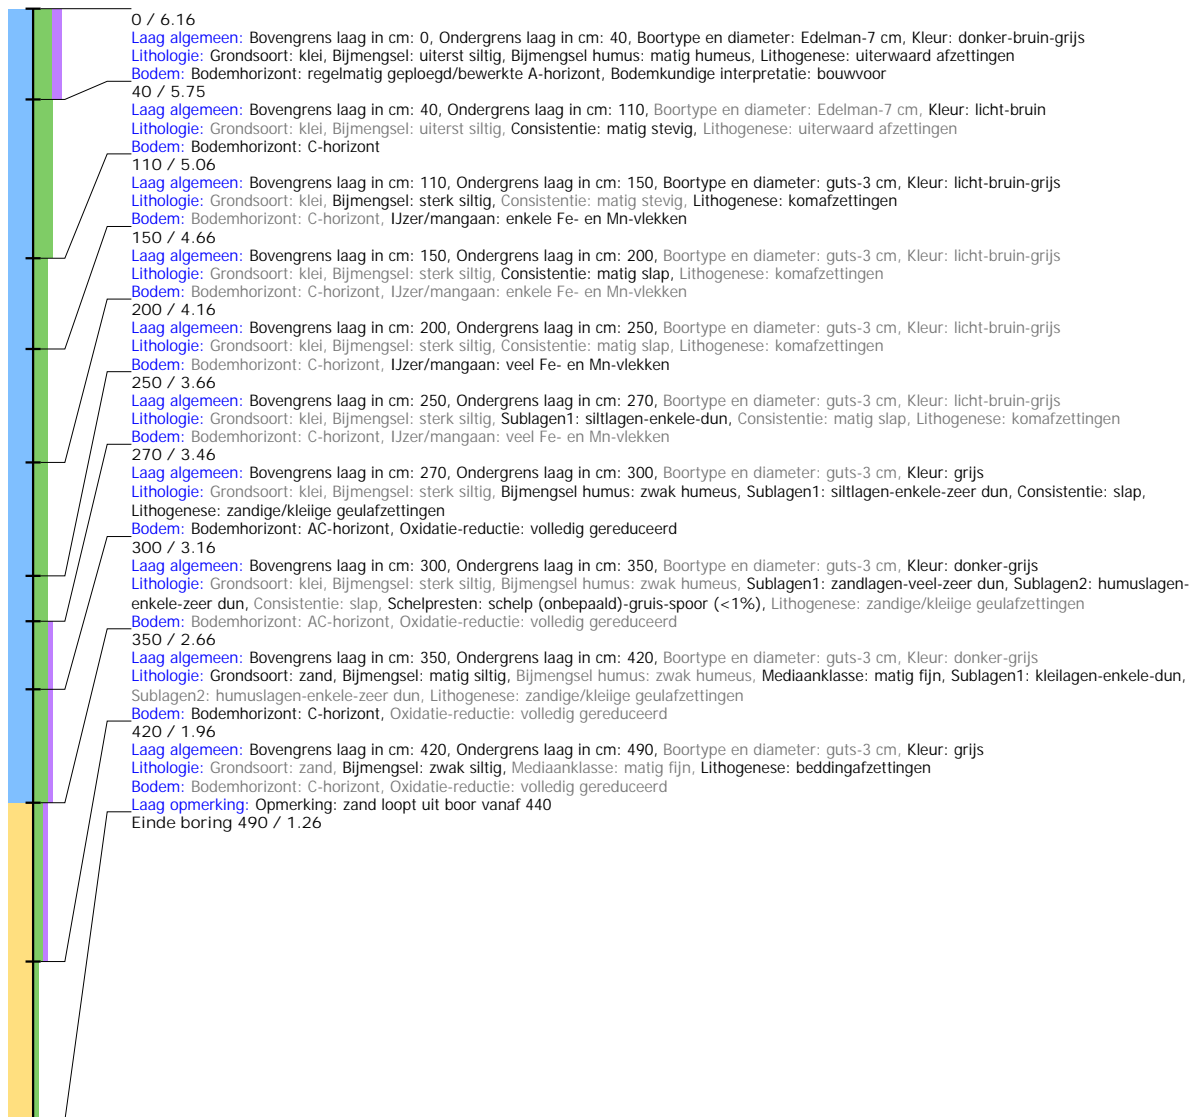 0 / 6.16
Laag algemeen: Bovengrens laag in cm: 0, Ondergrens laag in cm: 40, Boortype en diameter: Edelman-7 cm, Kleur: donker-bruin-grijs
Lithologie: Grondsoort: klei, Bijmengsel: uiterst siltig, Bijmengsel humus: matig humeus, Lithogenese: uiterwaard afzettingen
Bodem: Bodemhorizont: regelmatig geploegd/bewerkte A-horizont, Bodemkundige interpretatie: bouwvoor
40 / 5.75
Laag algemeen: Bovengrens laag in cm: 40, Ondergrens laag in cm: 110, Boortype en diameter: Edelman-7 cm, Kleur: licht-bruin
Lithologie: Grondsoort: klei, Bijmengsel: uiterst siltig, Consistentie: matig stevig, Lithogenese: uiterwaard afzettingen
Bodem: Bodemhorizont: C-horizont
110 / 5.06
Laag algemeen: Bovengrens laag in cm: 110, Ondergrens laag in cm: 150, Boortype en diameter: guts-3 cm, Kleur: licht-bruin-grijs
Lithologie: Grondsoort: klei, Bijmengsel: sterk siltig, Consistentie: matig stevig, Lithogenese: komafzettingen
Bodem: Bodemhorizont: C-horizont, IJzer/mangaan: enkele Fe- en Mn-vlekken
150 / 4.66
Laag algemeen: Bovengrens laag in cm: 150, Ondergrens laag in cm: 200, Boortype en diameter: guts-3 cm, Kleur: licht-bruin-grijs
Lithologie: Grondsoort: klei, Bijmengsel: sterk siltig, Consistentie: matig slap, Lithogenese: komafzettingen
Bodem: Bodemhorizont: C-horizont, IJzer/mangaan: enkele Fe- en Mn-vlekken
200 / 4.16
Laag algemeen: Bovengrens laag in cm: 200, Ondergrens laag in cm: 250, Boortype en diameter: guts-3 cm, Kleur: licht-bruin-grijs
Lithologie: Grondsoort: klei, Bijmengsel: sterk siltig, Consistentie: matig slap, Lithogenese: komafzettingen
Bodem: Bodemhorizont: C-horizont, IJzer/mangaan: veel Fe- en Mn-vlekken
250 / 3.66
Laag algemeen: Bovengrens laag in cm: 250, Ondergrens laag in cm: 270, Boortype en diameter: guts-3 cm, Kleur: licht-bruin-grijs
Lithologie: Grondsoort: klei, Bijmengsel: sterk siltig, Sublagen1: siltlagen-enkele-dun, Consistentie: matig slap, Lithogenese: komafzettingen
Bodem: Bodemhorizont: C-horizont, IJzer/mangaan: veel Fe- en Mn-vlekken
270 / 3.46
Laag algemeen: Bovengrens laag in cm: 270, Ondergrens laag in cm: 300, Boortype en diameter: guts-3 cm, Kleur: grijs
Lithologie: Grondsoort: klei, Bijmengsel: sterk siltig, Bijmengsel humus: zwak humeus, Sublagen1: siltlagen-enkele-zeer dun, Consistentie: slap,
Lithogenese: zandige/kleiige geulafzettingen
Bodem: Bodemhorizont: AC-horizont, Oxidatie-reductie: volledig gereduceerd
300 / 3.16
Laag algemeen: Bovengrens laag in cm: 300, Ondergrens laag in cm: 350, Boortype en diameter: guts-3 cm, Kleur: donker-grijs
Lithologie: Grondsoort: klei, Bijmengsel: sterk siltig, Bijmengsel humus: zwak humeus, Sublagen1: zandlagen-veel-zeer dun, Sublagen2: humuslagen-
enkele-zeer dun, Consistentie: slap, Schelpresten: schelp (onbepaald)-gruis-spoor (<1%), Lithogenese: zandige/kleiige geulafzettingen
Bodem: Bodemhorizont: AC-horizont, Oxidatie-reductie: volledig gereduceerd
350 / 2.66
Laag algemeen: Bovengrens laag in cm: 350, Ondergrens laag in cm: 420, Boortype en diameter: guts-3 cm, Kleur: donker-grijs
Lithologie: Grondsoort: zand, Bijmengsel: matig siltig, Bijmengsel humus: zwak humeus, Mediaanklasse: matig fijn, Sublagen1: kleilagen-enkele-dun,
Sublagen2: humuslagen-enkele-zeer dun, Lithogenese: zandige/kleiige geulafzettingen
Bodem: Bodemhorizont: C-horizont, Oxidatie-reductie: volledig gereduceerd
420 / 1.96
Laag algemeen: Bovengrens laag in cm: 420, Ondergrens laag in cm: 490, Boortype en diameter: guts-3 cm, Kleur: grijs
Lithologie: Grondsoort: zand, Bijmengsel: zwak siltig, Mediaanklasse: matig fijn, Lithogenese: beddingafzettingen
Bodem: Bodemhorizont: C-horizont, Oxidatie-reductie: volledig gereduceerd
Laag opmerking: Opmerking: zand loopt uit boor vanaf 440
Einde boring 490 / 1.26